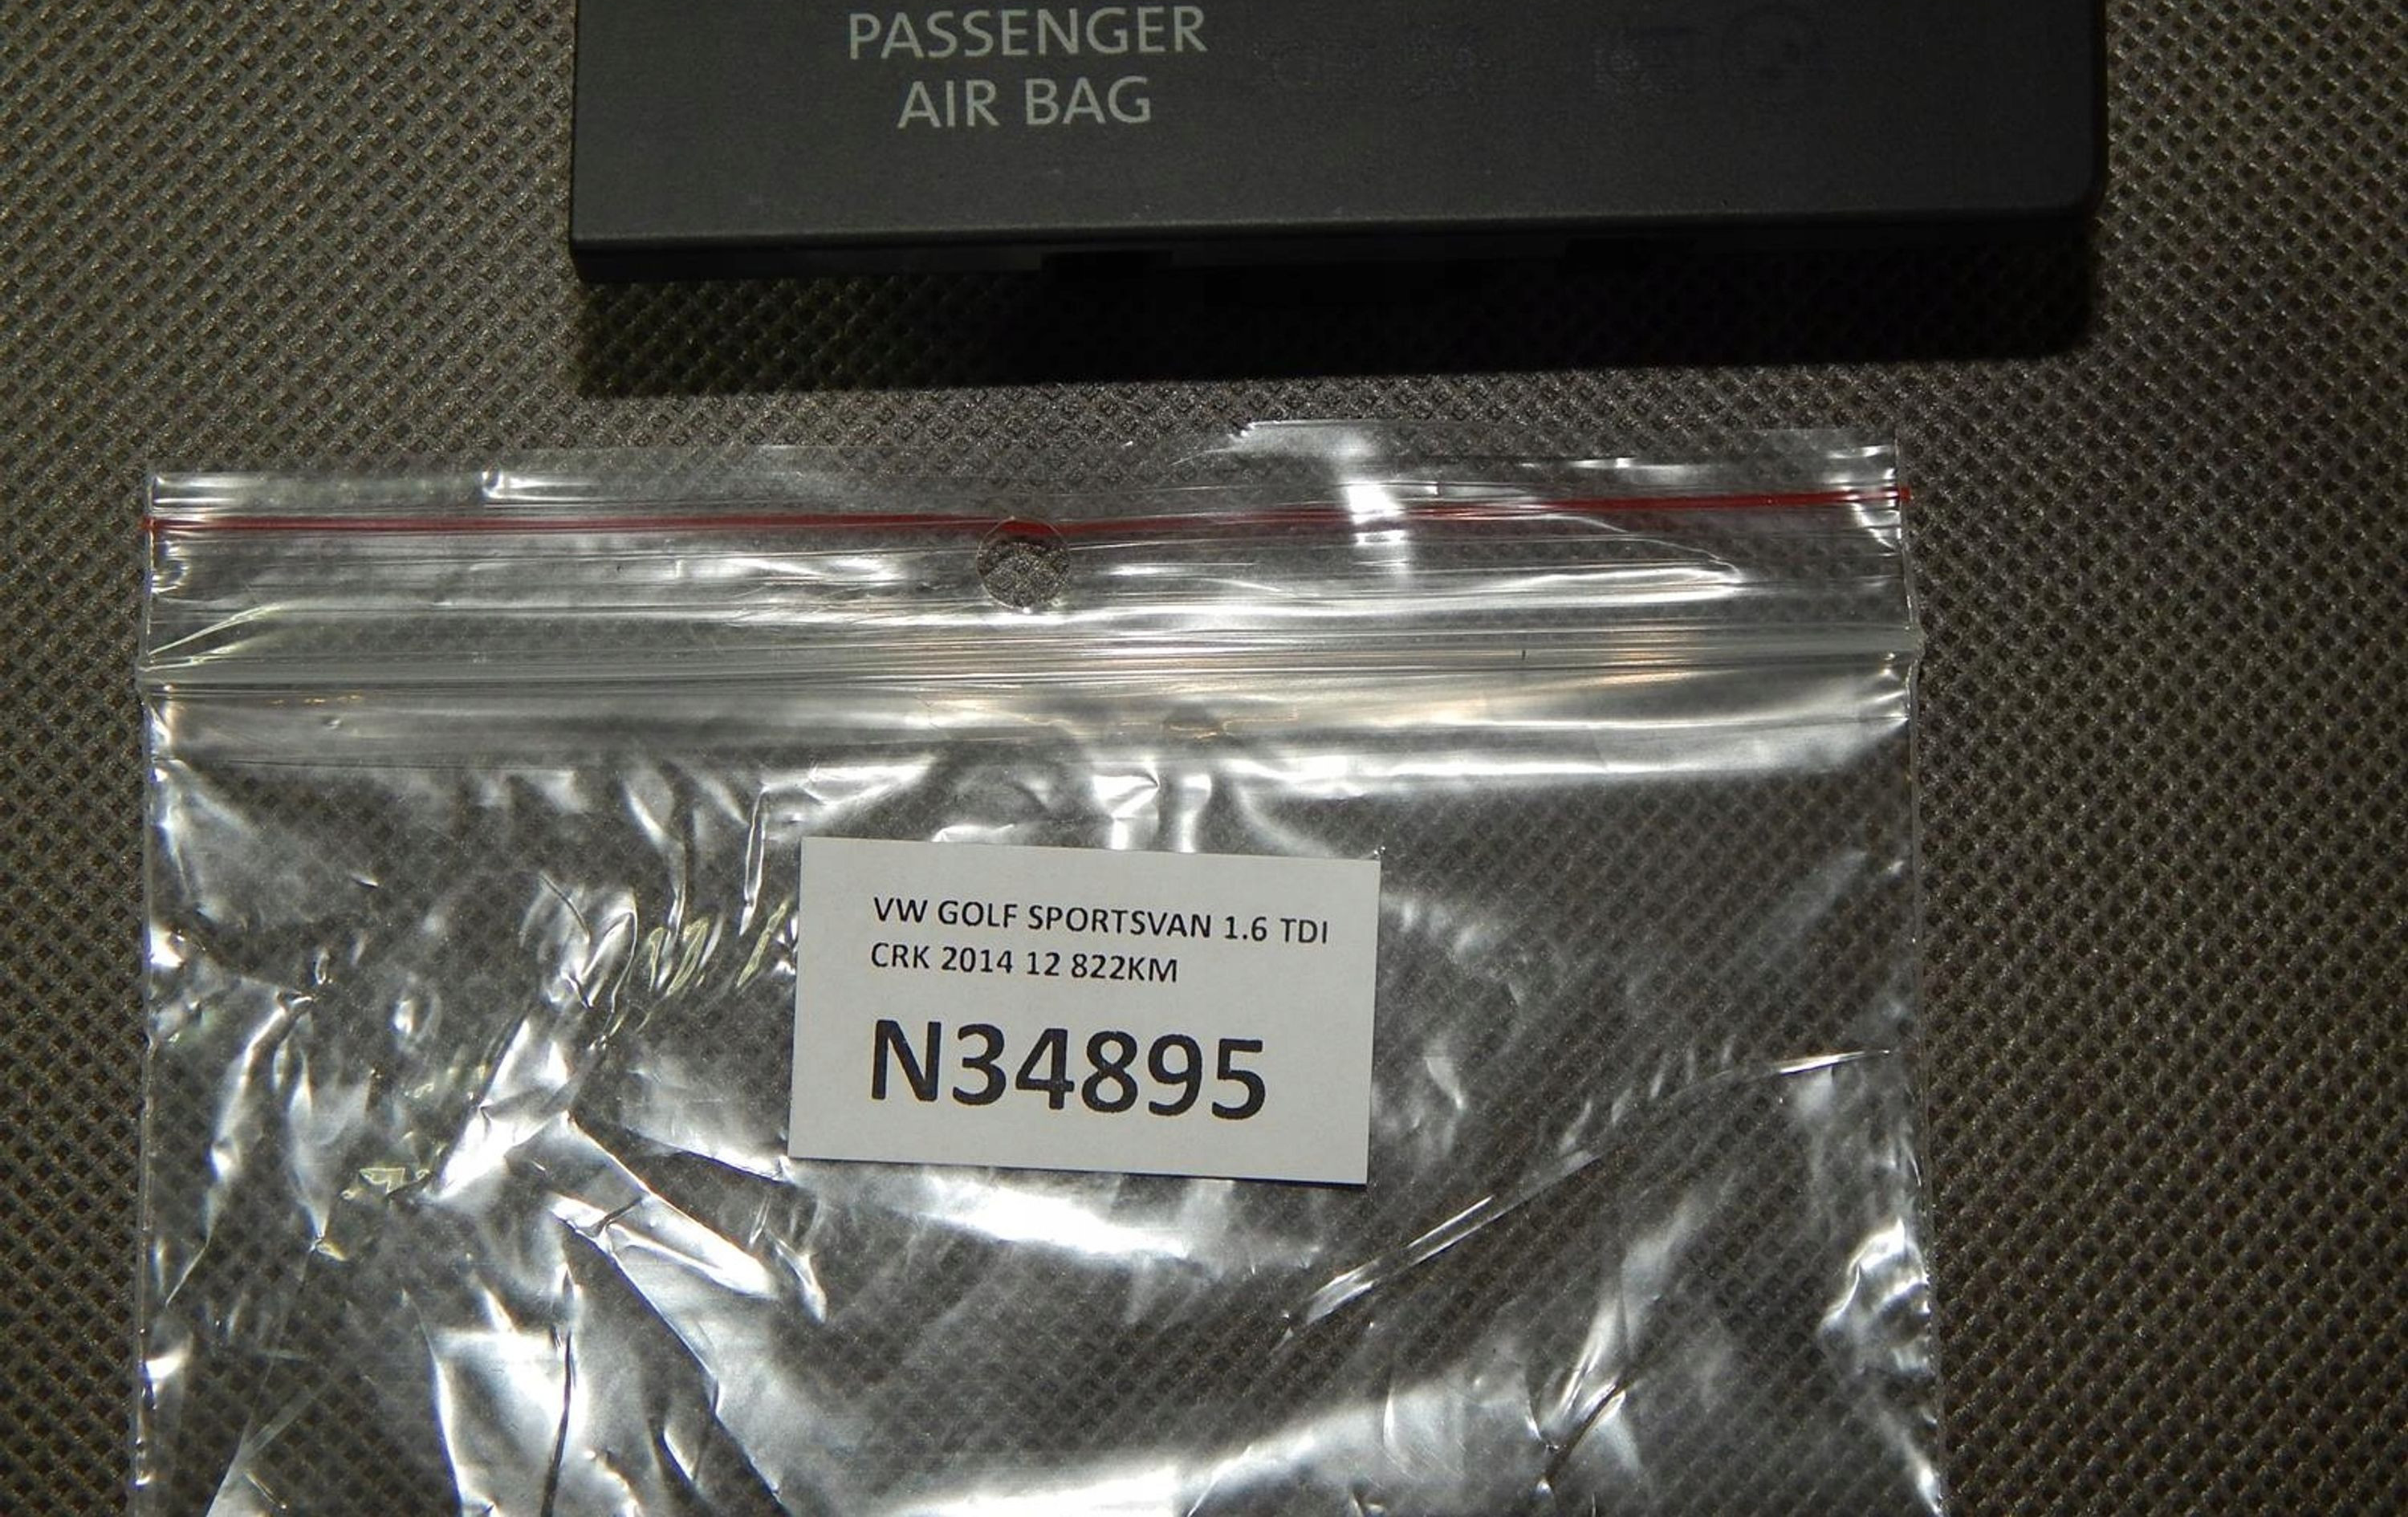 PASSENGER
AIR BAG
VW GOLF SPORTSVAN 1.6 TDI
CRK 2014 12 822KM
N34895